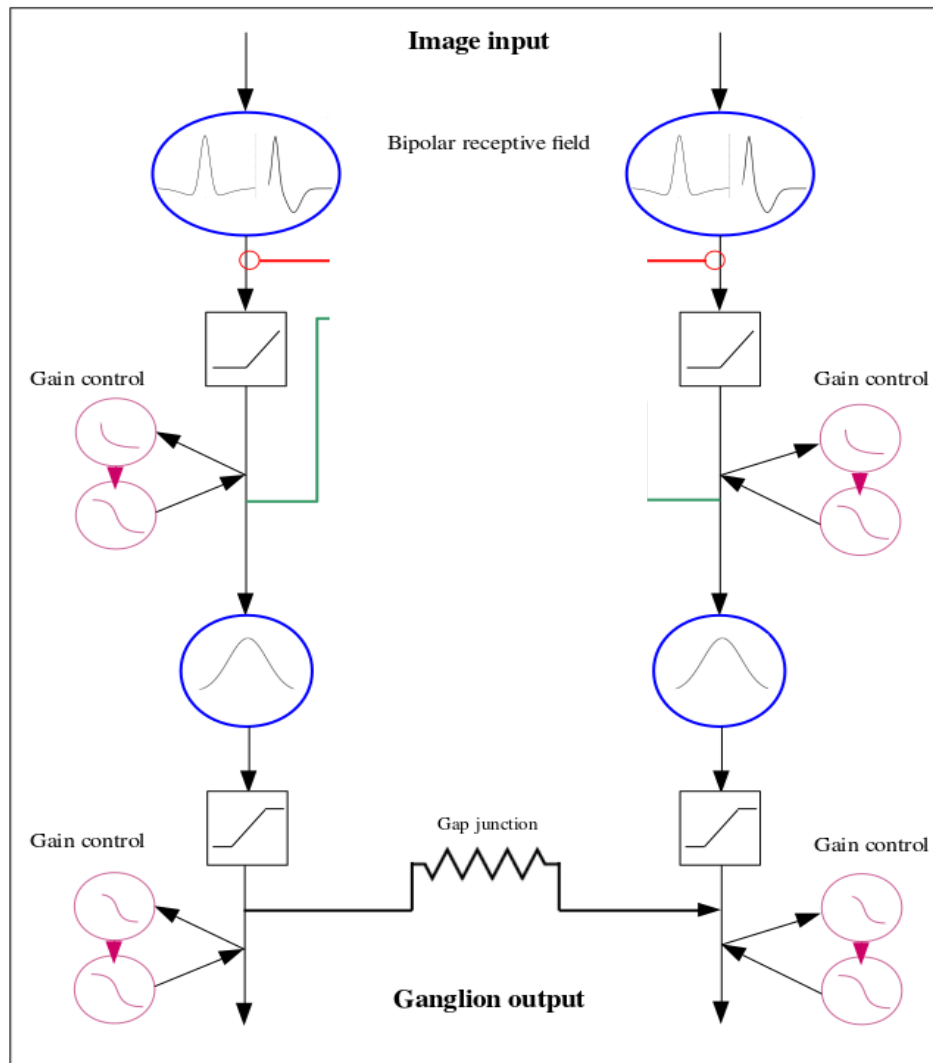 Image input
Bipolar receptive field
Gain control
Gain control
Gap junction
Gain control
Gain control
Ganglion output